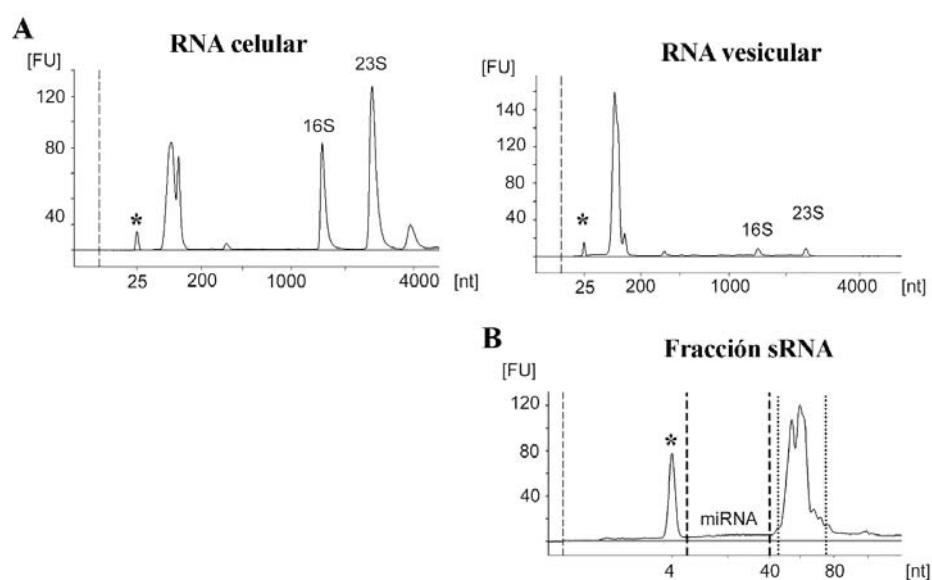 A
RNA celular
[FU]
120
80
40
*
16S
23S
25
200
1000
4000
[nt]
RNA vesicular
[FU]
140
120
80
40
*
16S
23S
25
200
1000
4000
[nt]
B
Fracción sRNA
[FU]
120
80
40
*
miRNA
4
40
80
[nt]